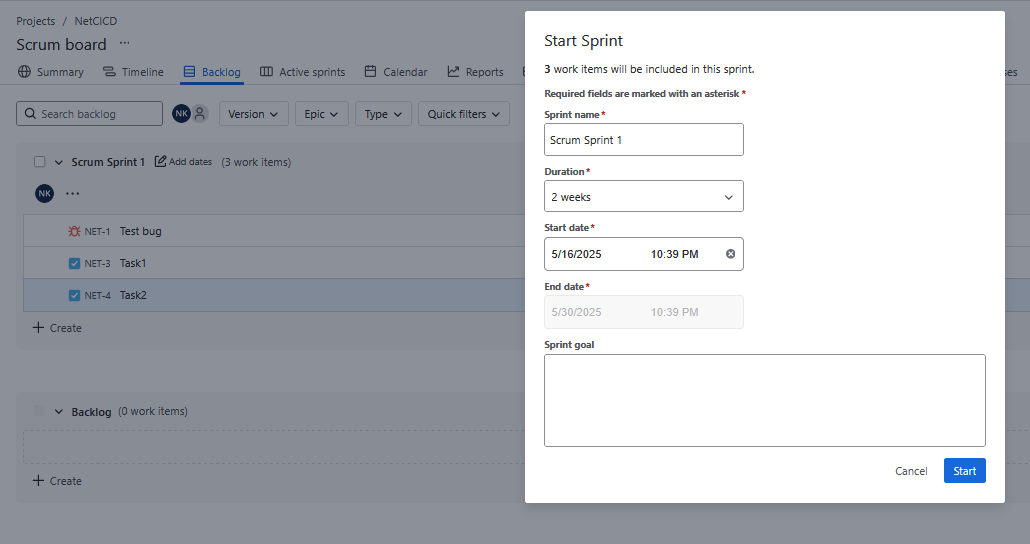 Projects / NetCICD
Scrum board ...
Summary Timeline Backlog Active sprints Calendar Reports
Search backlog NK Version Epic Type Quick filters
Scrum Sprint 1 Add dates (3 work items)
NK ...
NET-1 Test bug
NET-3 Task1
NET-4 Task2
+ Create
Backlog (0 work items)
+ Create
Start Sprint
3 work items will be included in this sprint.
Required fields are marked with an asterisk *
Sprint name*
Scrum Sprint 1
Duration*
2 weeks
Start date*
5/16/2025 10:39 PM
End date*
5/30/2025 10:39 PM
Sprint goal
Cancel Start